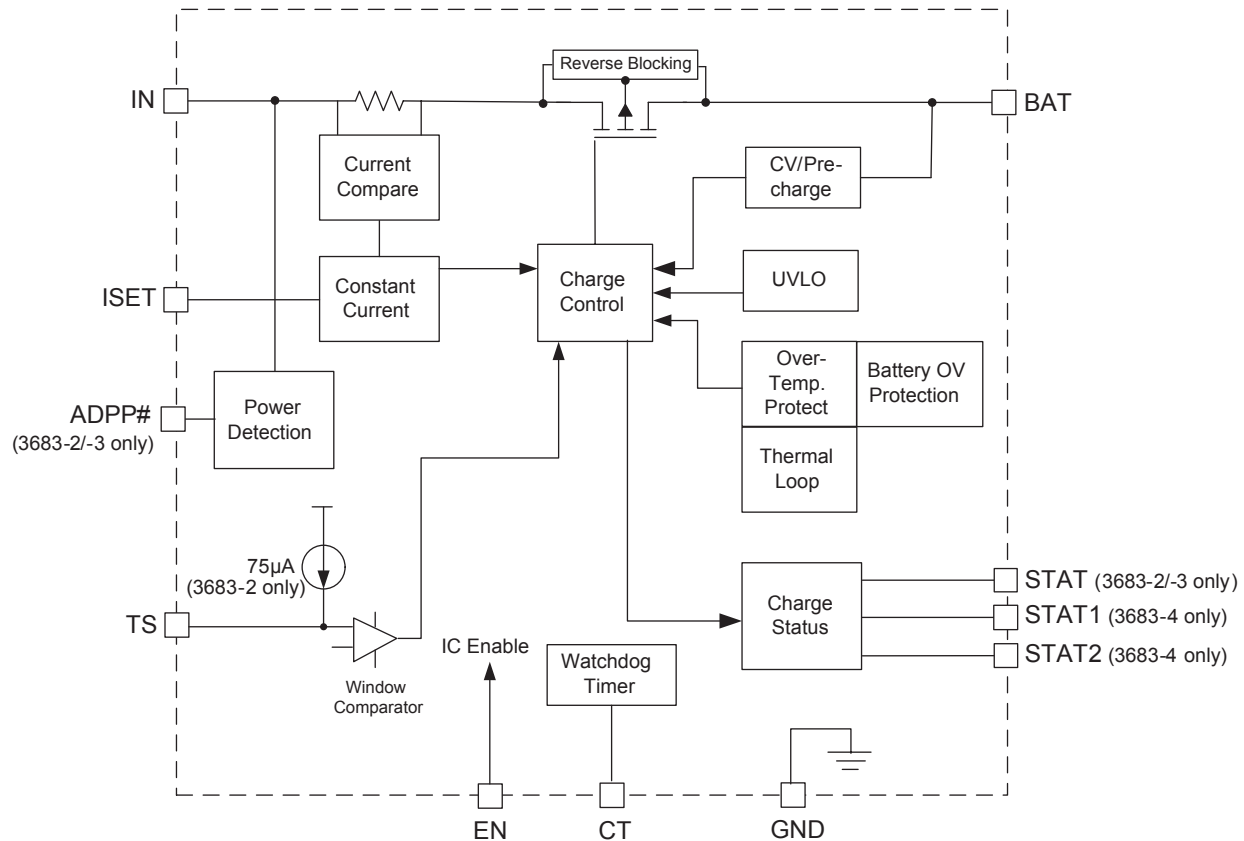 Reverse Blocking
IN
BAT
Current
Compare
CV/Pre-
charge
ISET
Constant
Current
Charge
Control
UVLO
Over-
Temp.
Protect
Battery OV
Protection
ADPP#
(3683-2/-3 only)
Power
Detection
Thermal
Loop
75µA
(3683-2 only)
TS
Window
Comparator
IC Enable
Watchdog
Timer
Charge
Status
STAT (3683-2/-3 only)
STAT1 (3683-4 only)
STAT2 (3683-4 only)
EN
CT
GND